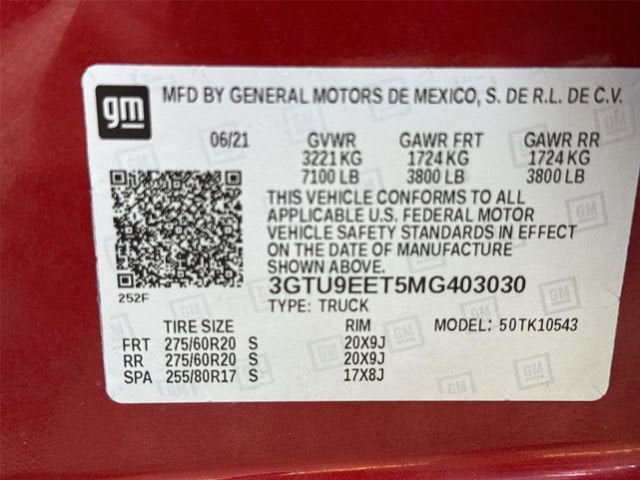 gm MFD BY GENERAL MOTORS DE MEXICO, S. DE R.L. DE C.V.
06/21 GVWR GAWR FRT GAWR RR
3221 KG 1724 KG 1724 KG
7100 LB 3800 LB 3800 LB
THIS VEHICLE CONFORMS TO ALL
APPLICABLE U.S. FEDERAL MOTOR
VEHICLE SAFETY STANDARDS IN EFFECT
ON THE DATE OF MANUFACTURE
SHOWN ABOVE.
252F
3GTU9EET5MG403030
TYPE: TRUCK
TIRE SIZE RIM MODEL: 50TK10543
FRT 275/60R20 S 20X9J
RR 275/60R20 S 20X9J
SPA 255/80R17 S 17X8J